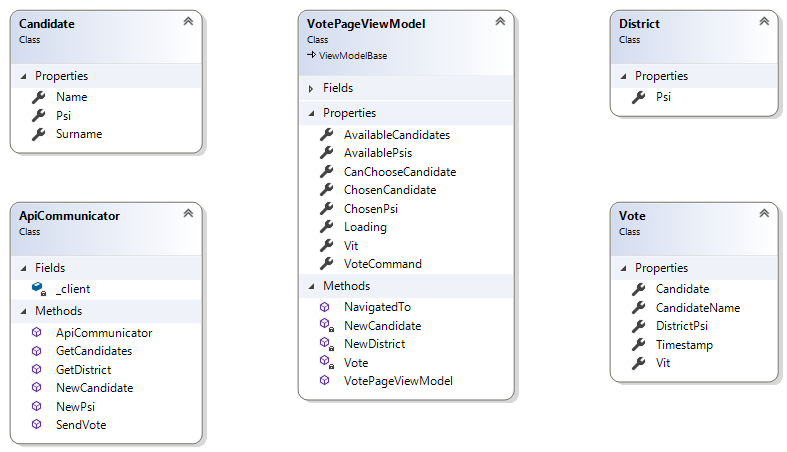 Candidate
Class
Properties
Name
Psi
Surname
ApiCommunicator
Class
Fields
_client
Methods
ApiCommunicator
GetCandidates
GetDistrict
NewCandidate
NewPsi
SendVote
VotePageViewModel
Class
ViewModelBase
Fields
Properties
AvailableCandidates
AvailablePsis
CanChooseCandidate
ChosenCandidate
ChosenPsi
Loading
Vit
VoteCommand
Methods
NavigatedTo
NewCandidate
NewDistrict
Vote
VotePageViewModel
District
Class
Properties
Psi
Vote
Class
Properties
Candidate
CandidateName
DistrictPsi
Timestamp
Vit